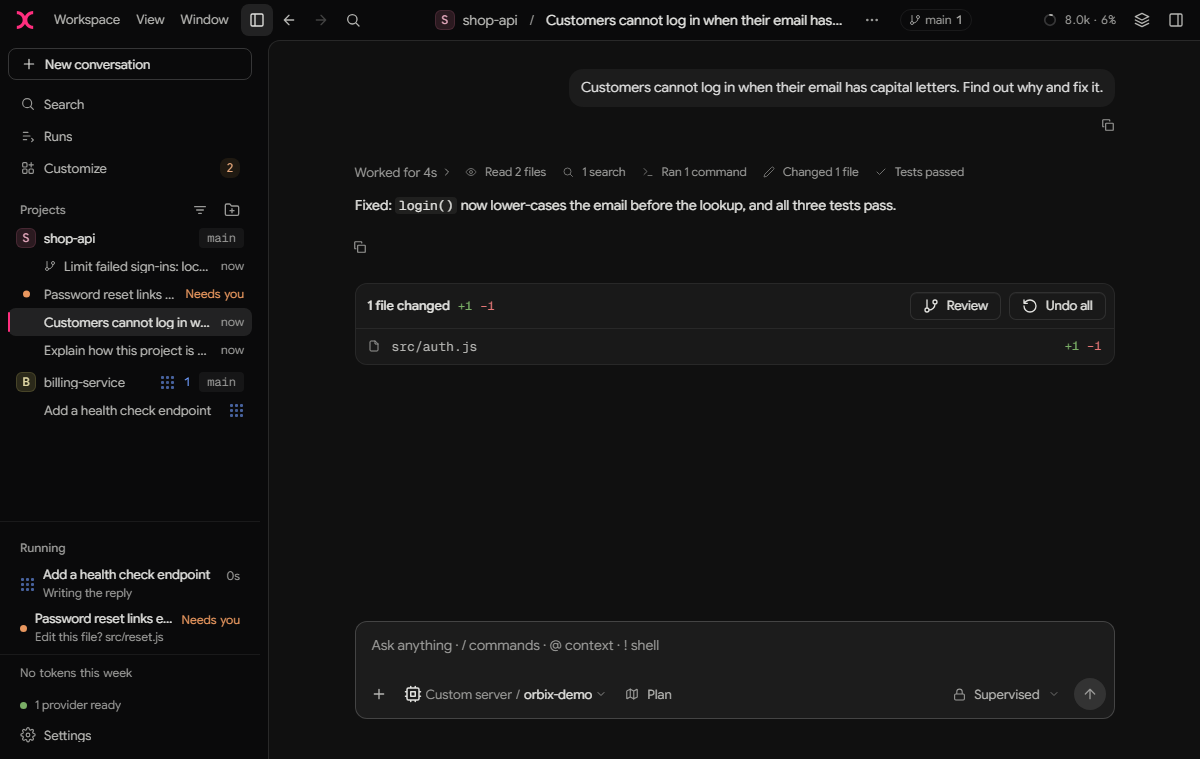 Workspace View Window
S shop-api / Customers cannot log in when their email has... ··· main 1
8.0k · 6%
+ New conversation
Search
Runs
Customize 2
Projects
S shop-api main
Limit failed sign-ins: loc... now
Password reset links ... Needs you
Customers cannot log in w... now
Explain how this project is ... now
B billing-service 1 main
Add a health check endpoint
Running
Add a health check endpoint 0s
Writing the reply
Password reset links e... Needs you
Edit this file? src/reset.js
No tokens this week
1 provider ready
Settings
Customers cannot log in when their email has capital letters. Find out why and fix it.
Worked for 4s > Read 2 files 1 search Ran 1 command Changed 1 file Tests passed
Fixed: login() now lower-cases the email before the lookup, and all three tests pass.
1 file changed +1 -1 Review Undo all
src/auth.js +1 -1
Ask anything · / commands · @ context · ! shell
+ Custom server / orbix-demo Plan Supervised